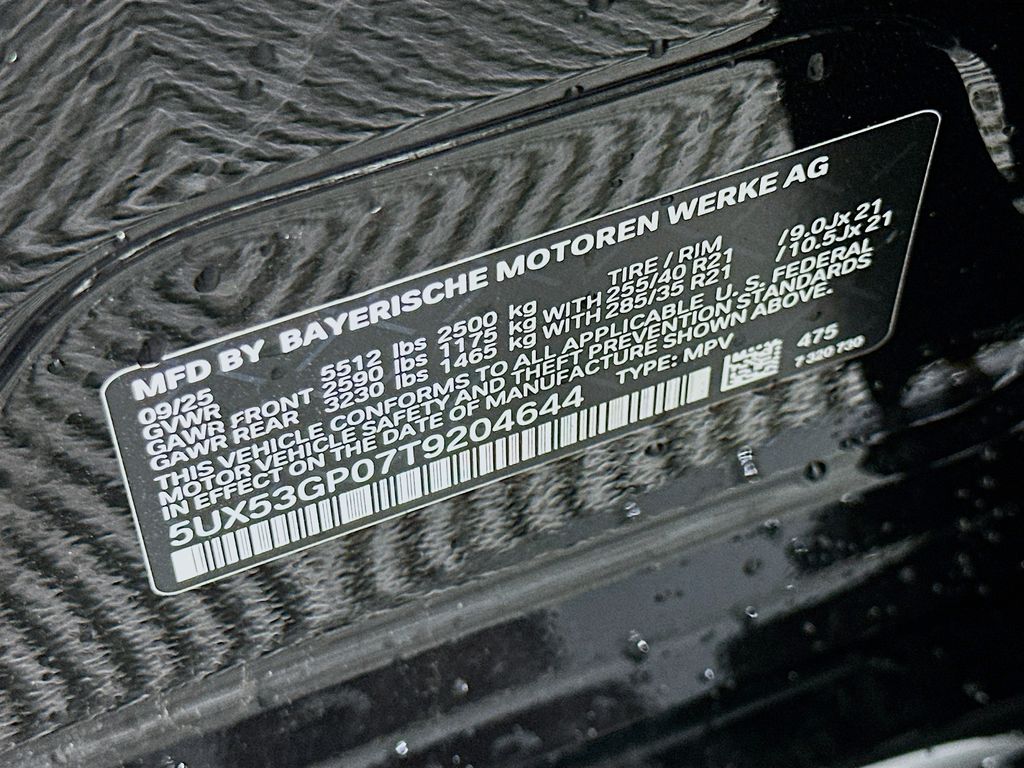 MFD BY BAYERISCHE MOTOREN WERKE AG
09/25 TIRE / RIM
GVWR 5512 lbs 2500 kg
GAWR FRONT 2590 lbs 1175 kg WITH 255/40 R21 /9.0Jx 21
GAWR REAR 3230 lbs 1465 kg WITH 285/35 R21 /10.5Jx 21
THIS VEHICLE CONFORMS TO ALL APPLICABLE U. S. FEDERAL
MOTOR VEHICLE SAFETY AND THEFT PREVENTION STANDARDS
IN EFFECT ON THE DATE OF MANUFACTURE SHOWN ABOVE.
5UX53GP07T9204644 TYPE: MPV 475
7 320 730